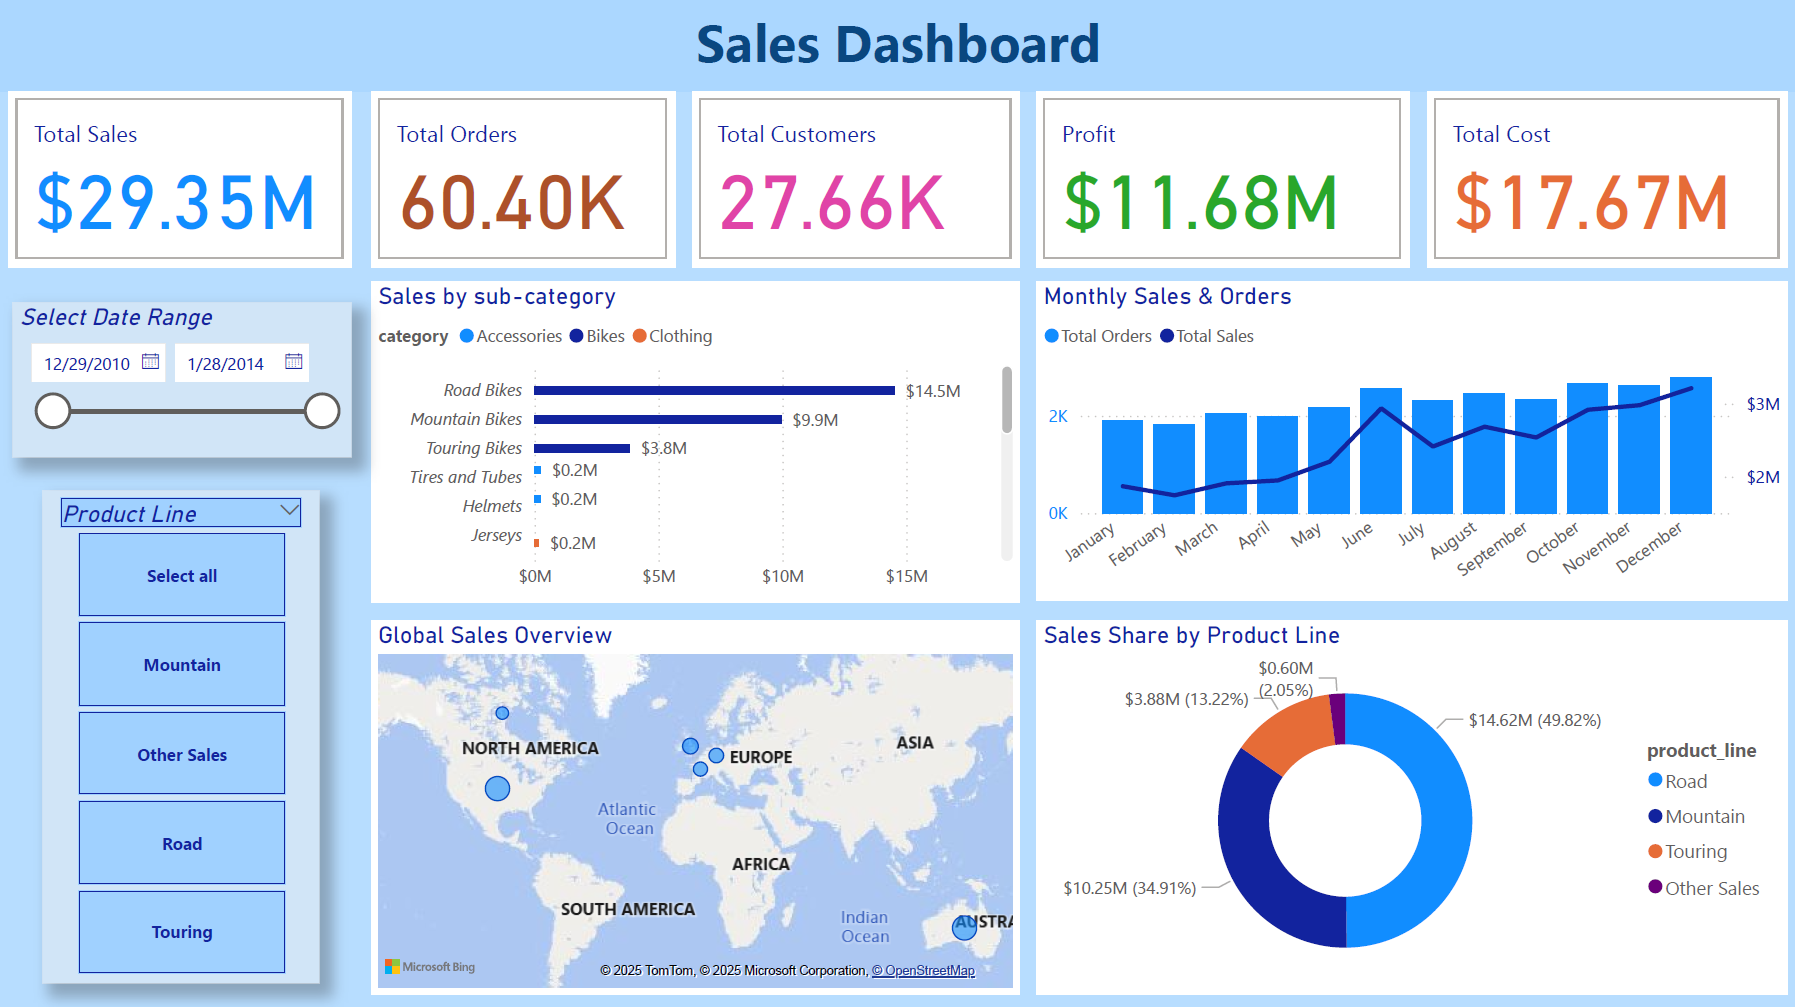 Sales Dashboard
Total Sales
$29.35M
Total Orders
60.40K
Total Customers
27.66K
Profit
$11.68M
Total Cost
$17.67M
Select Date Range
12/29/2010
1/28/2014
Product Line
Select all
Mountain
Other Sales
Road
Touring
Sales by sub-category
category Accessories Bikes Clothing
Road Bikes $14.5M
Mountain Bikes $9.9M
Touring Bikes $3.8M
Tires and Tubes $0.2M
Helmets $0.2M
Jerseys $0.2M
$0M $5M $10M $15M
Monthly Sales & Orders
Total Orders Total Sales
2K
0K
$3M
$2M
January February March April May June July August September October November December
Global Sales Overview
NORTH AMERICA
EUROPE
ASIA
Atlantic
Ocean
AFRICA
SOUTH AMERICA
Indian
Ocean
AUSTRA
Microsoft Bing
© 2025 TomTom, © 2025 Microsoft Corporation, © OpenStreetMap
Sales Share by Product Line
$0.60M
(2.05%)
$3.88M (13.22%)
$14.62M (49.82%)
$10.25M (34.91%)
product_line
Road
Mountain
Touring
Other Sales